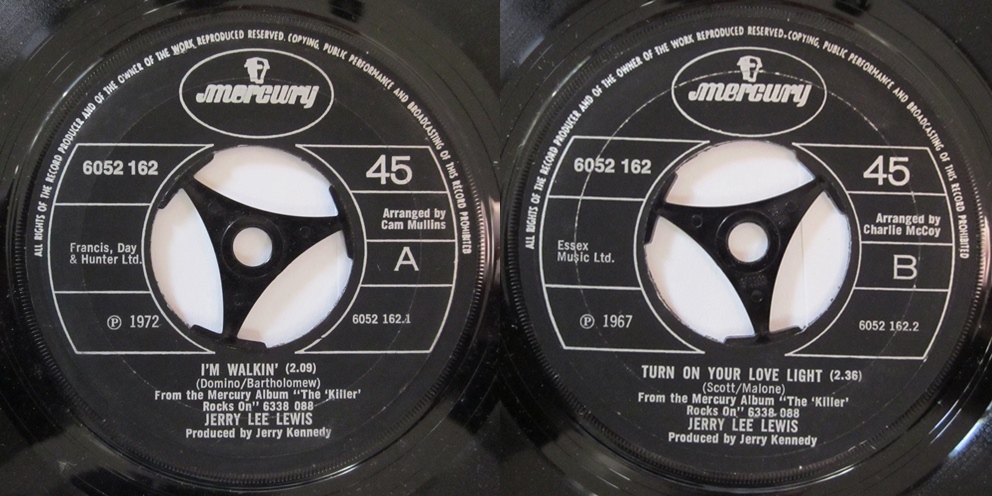 ALL RIGHTS OF THE RECORD PRODUCER AND OF THE OWNER OF THE WORK REPRODUCED RESERVED. COPYING, PUBLIC PERFORMANCE AND BROADCASTING OF THIS RECORD PROHIBITED
mercury
6052 162
45
Arranged by
Cam Mullins
Francis, Day
& Hunter Ltd.
A
Ⓟ 1972
6052 162.1
I'M WALKIN' (2.09)
(Domino/Bartholomew)
From the Mercury Album "The 'Killer'
Rocks On" 6338 088
JERRY LEE LEWIS
Produced by Jerry Kennedy
ALL RIGHTS OF THE RECORD PRODUCER AND OF THE OWNER OF THE WORK REPRODUCED RESERVED. COPYING, PUBLIC PERFORMANCE AND BROADCASTING OF THIS RECORD PROHIBITED
mercury
6052 162
45
Arranged by
Charlie McCoy
Essex
Music Ltd.
B
Ⓟ 1967
6052 162.2
TURN ON YOUR LOVE LIGHT (2.36)
(Scott/Malone)
From the Mercury Album "The 'Killer'
Rocks On" 6338 088
JERRY LEE LEWIS
Produced by Jerry Kennedy